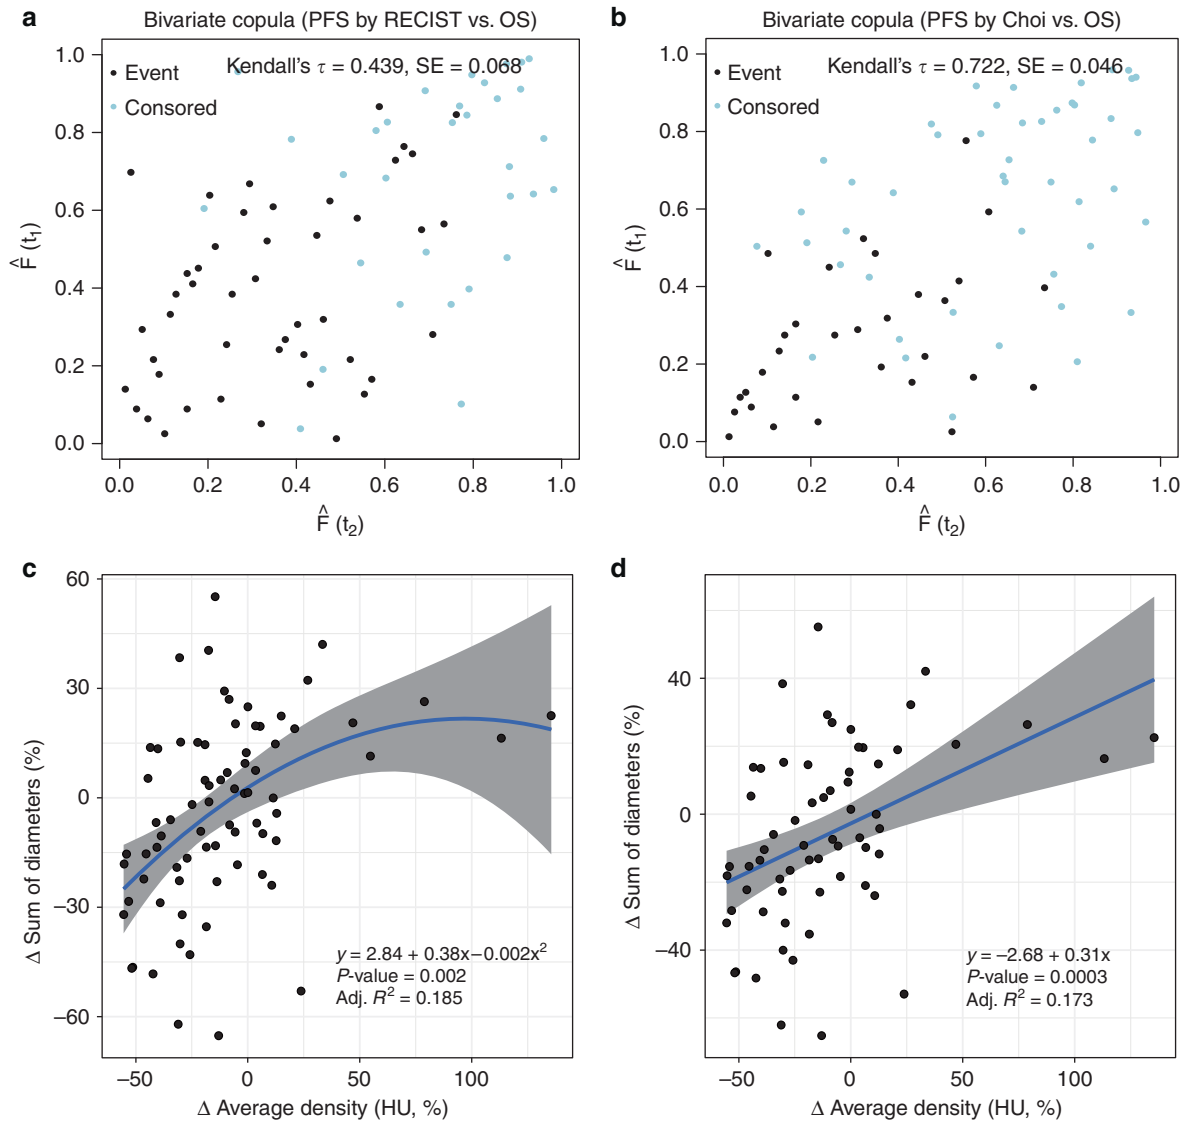 a
Bivariate copula (PFS by RECIST vs. OS)
Kendall's τ = 0.439, SE = 0.068
Event
Consored
1.0
0.8
0.6
0.4
0.2
0.0
F̂ (t₁)
0.0 0.2 0.4 0.6 0.8 1.0
F̂ (t₂)
b
Bivariate copula (PFS by Choi vs. OS)
Kendall's τ = 0.722, SE = 0.046
Event
Consored
1.0
0.8
0.6
0.4
0.2
0.0
F̂ (t₁)
0.0 0.2 0.4 0.6 0.8 1.0
F̂ (t₂)
c
60
30
0
−30
−60
Δ Sum of diameters (%)
y = 2.84 + 0.38x−0.002x²
P-value = 0.002
Adj. R² = 0.185
−50 0 50 100
Δ Average density (HU, %)
d
40
0
−40
Δ Sum of diameters (%)
y = −2.68 + 0.31x
P-value = 0.0003
Adj. R² = 0.173
−50 0 50 100
Δ Average density (HU, %)